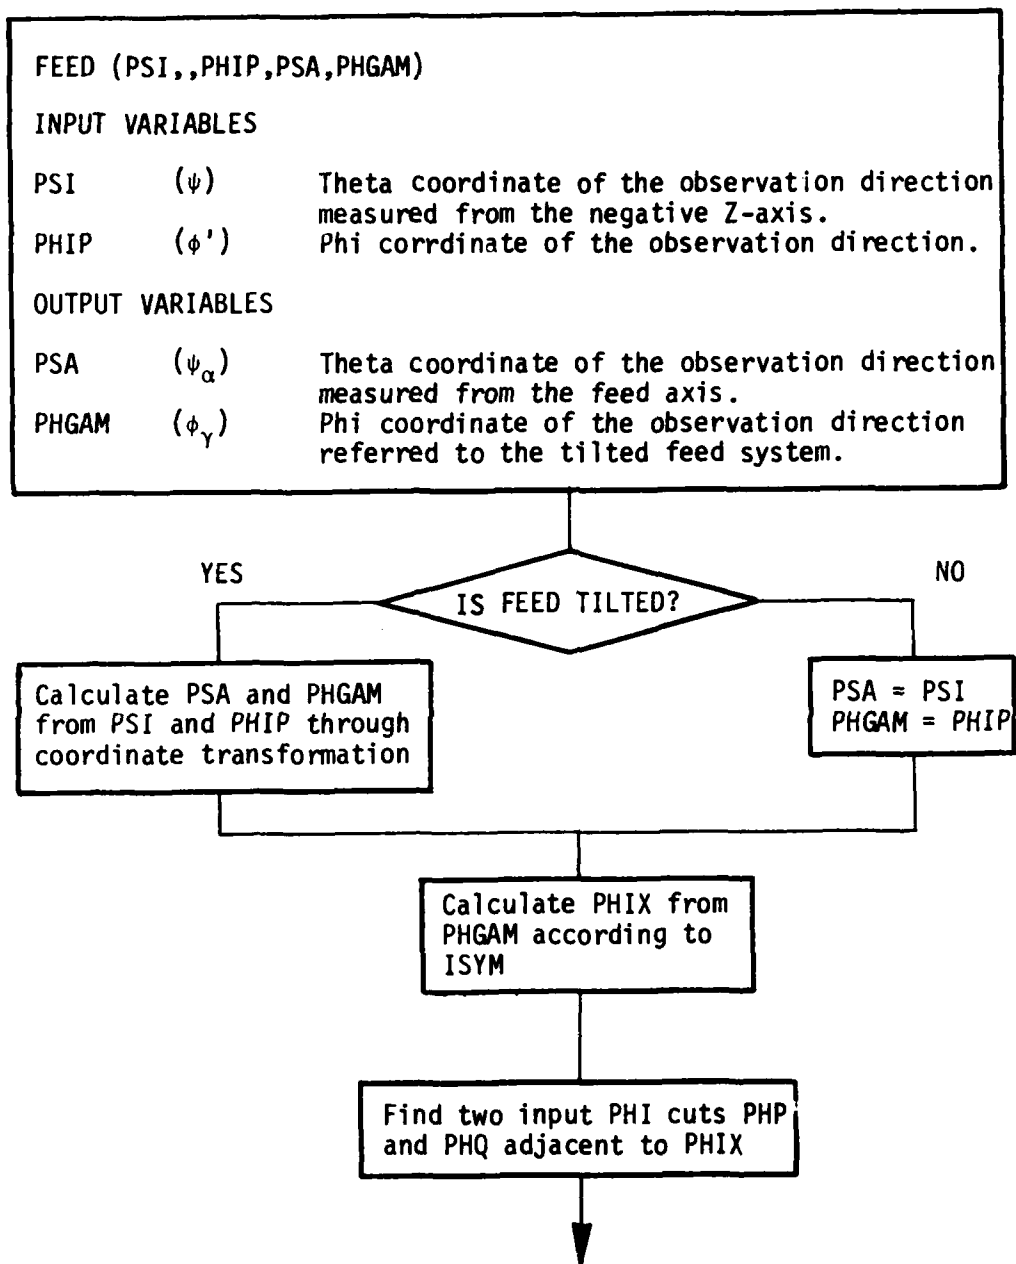 FEED (PSI,,PHIP,PSA,PHGAM)
INPUT VARIABLES
PSI (ψ) Theta coordinate of the observation direction
measured from the negative Z-axis.
PHIP (ϕ') Phi corrdinate of the observation direction.
OUTPUT VARIABLES
PSA (ψα) Theta coordinate of the observation direction
measured from the feed axis.
PHGAM (ϕγ) Phi coordinate of the observation direction
referred to the tilted feed system.
YES
IS FEED TILTED?
NO
Calculate PSA and PHGAM
from PSI and PHIP through
coordinate transformation
PSA = PSI
PHGAM = PHIP
Calculate PHIX from
PHGAM according to
ISYM
Find two input PHI cuts PHP
and PHQ adjacent to PHIX